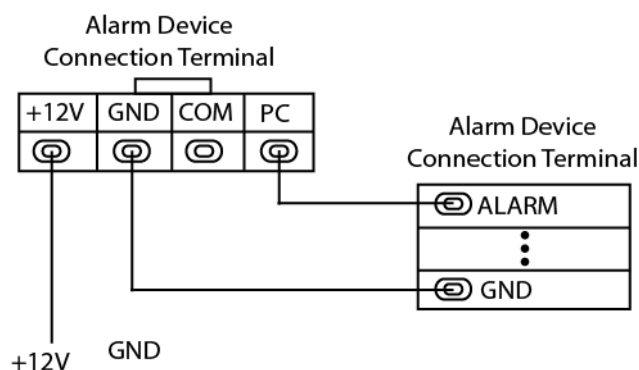 Alarm Device
Connection Terminal
+12V GND COM PC
Alarm Device
Connection Terminal
ALARM
GND
+12V GND